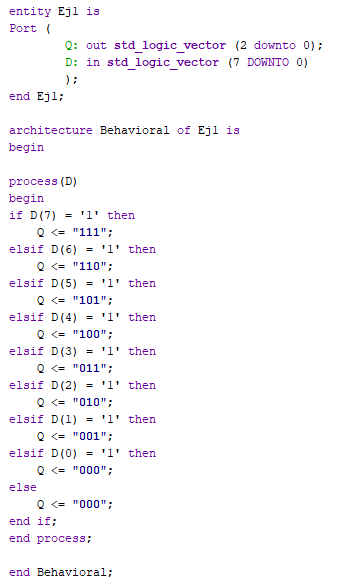 entity Ej1 is
Port (
Q: out std_logic_vector (2 downto 0);
D: in std_logic_vector (7 DOWNTO 0)
);
end Ej1;
architecture Behavioral of Ej1 is
begin
process(D)
begin
if D(7) = '1' then
Q <= "111";
elsif D(6) = '1' then
Q <= "110";
elsif D(5) = '1' then
Q <= "101";
elsif D(4) = '1' then
Q <= "100";
elsif D(3) = '1' then
Q <= "011";
elsif D(2) = '1' then
Q <= "010";
elsif D(1) = '1' then
Q <= "001";
elsif D(0) = '1' then
Q <= "000";
else
Q <= "000";
end if;
end process;
end Behavioral;